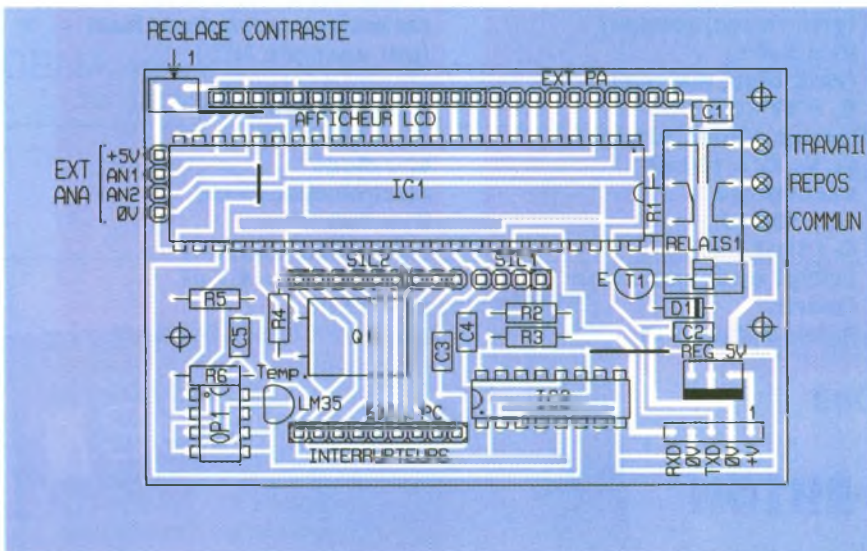 REGLAGE CONTRASTE
1
EXT PA
C1
AFFICHEUR LCD
+5V
AN1
AN2
0V
EXT
ANA
IC1
R1
TRAVAIL
REPOS
COMMUN
RELAIS1
SIL2
SIL1
E
T1
R5
R4
C5
Q
C3
C4
R2
R3
D1
C2
REG 5V
R6
Temp.
LM35
OP1
PC
INTERRUPTEURS
1
RXD
0V
TXD
0V
+V